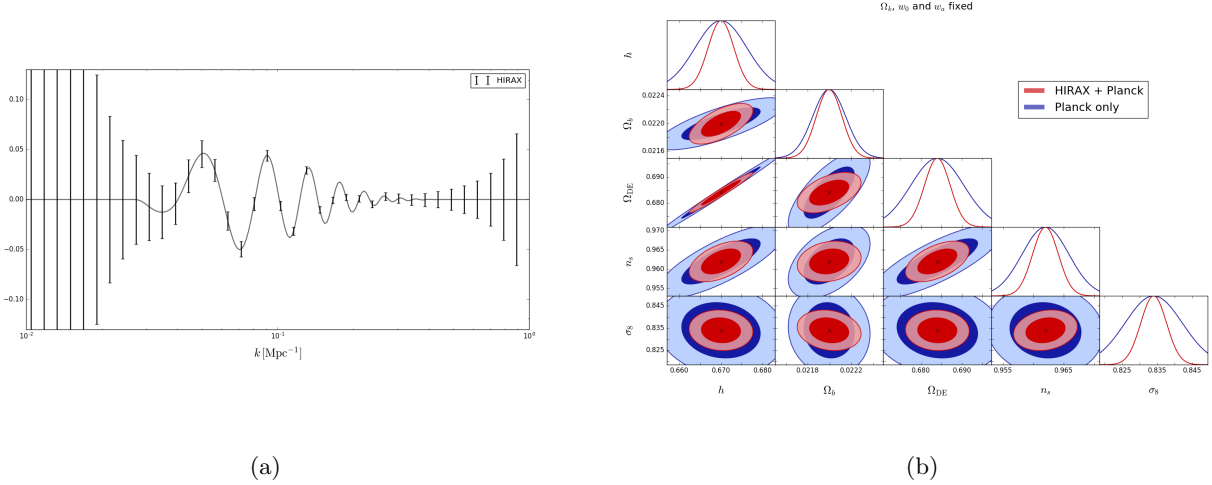 Ω_k, w_0 and w_a fixed
HIRAX
0.10
0.05
0.00
−0.05
−0.10
10^-2
10^-1
10^0
k [Mpc^-1]
HIRAX + Planck
Planck only
h
Ω_b
0.0224
0.0220
0.0216
Ω_DE
0.690
0.680
n_s
0.970
0.965
0.960
0.955
σ_8
0.845
0.835
0.825
0.660
0.670
0.680
0.0218
0.0222
0.680
0.690
0.955
0.965
0.825
0.835
0.845
h
Ω_b
Ω_DE
n_s
σ_8
(a)
(b)